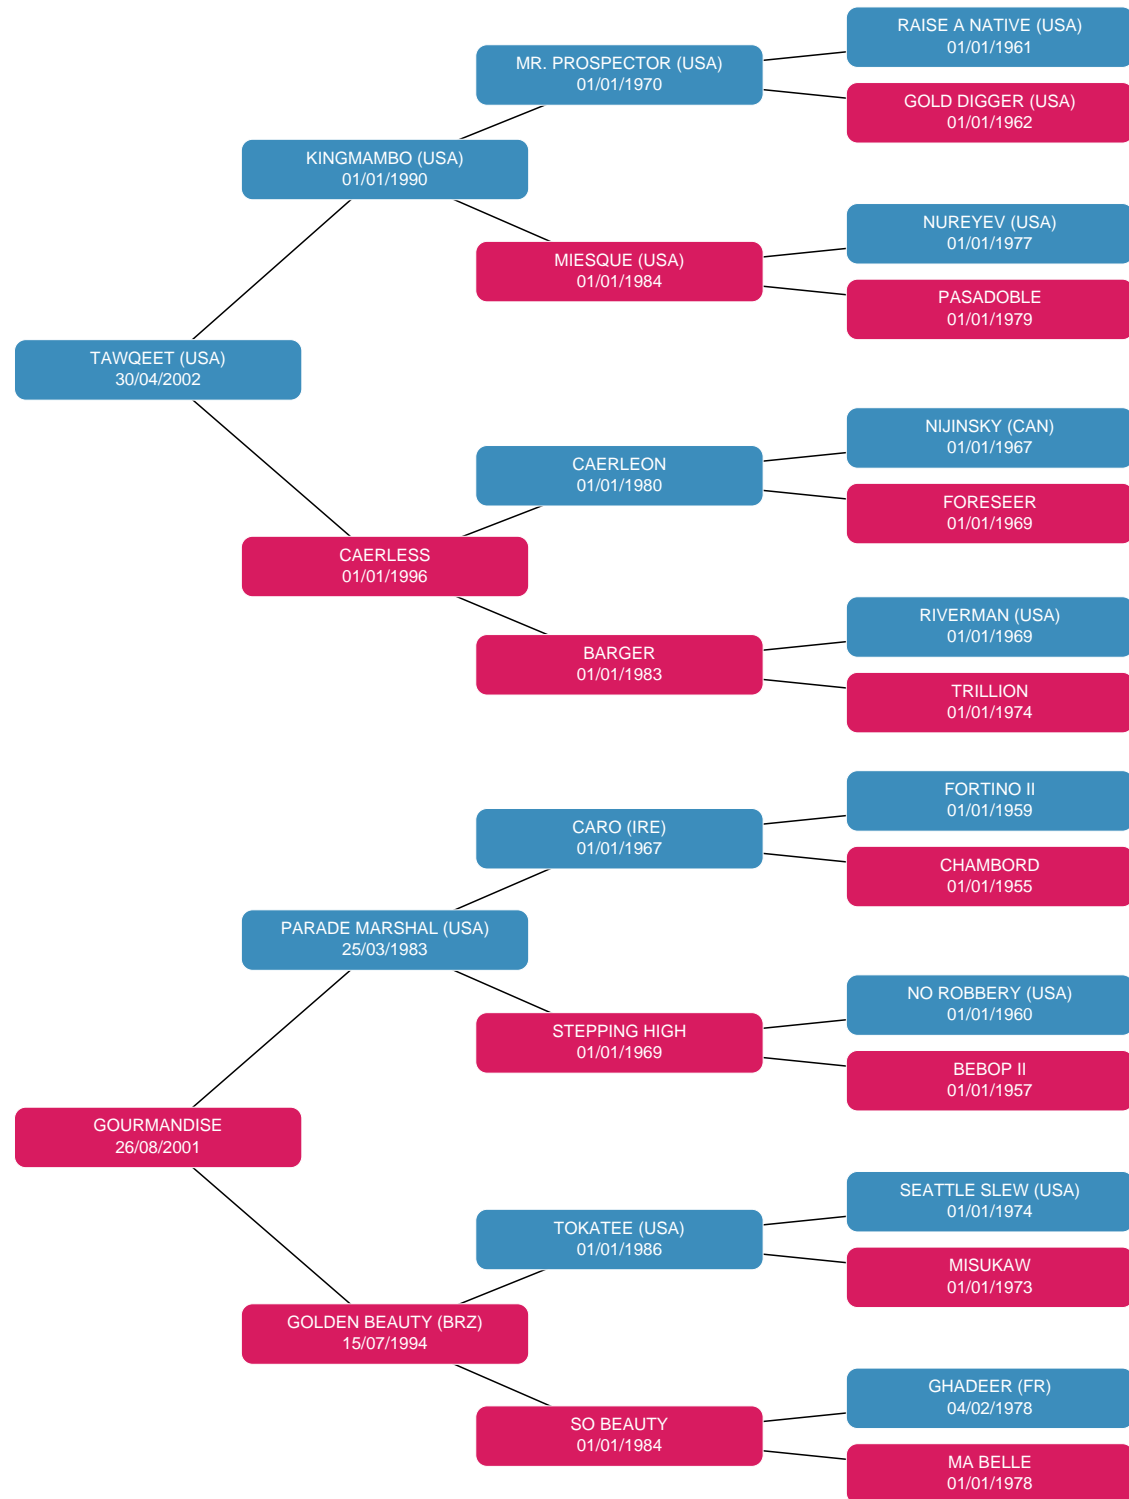 RAISE A NATIVE (USA)
01/01/1961
MR. PROSPECTOR (USA)
01/01/1970
GOLD DIGGER (USA)
01/01/1962
KINGMAMBO (USA)
01/01/1990
NUREYEV (USA)
01/01/1977
MIESQUE (USA)
01/01/1984
PASADOBLE
01/01/1979
TAWQEET (USA)
30/04/2002
NIJINSKY (CAN)
01/01/1967
CAERLEON
01/01/1980
FORESEER
01/01/1969
CAERLESS
01/01/1996
RIVERMAN (USA)
01/01/1969
BARGER
01/01/1983
TRILLION
01/01/1974
FORTINO II
01/01/1959
CARO (IRE)
01/01/1967
CHAMBORD
01/01/1955
PARADE MARSHAL (USA)
25/03/1983
NO ROBBERY (USA)
01/01/1960
STEPPING HIGH
01/01/1969
BEBOP II
01/01/1957
GOURMANDISE
26/08/2001
SEATTLE SLEW (USA)
01/01/1974
TOKATEE (USA)
01/01/1986
MISUKAW
01/01/1973
GOLDEN BEAUTY (BRZ)
15/07/1994
GHADEER (FR)
04/02/1978
SO BEAUTY
01/01/1984
MA BELLE
01/01/1978